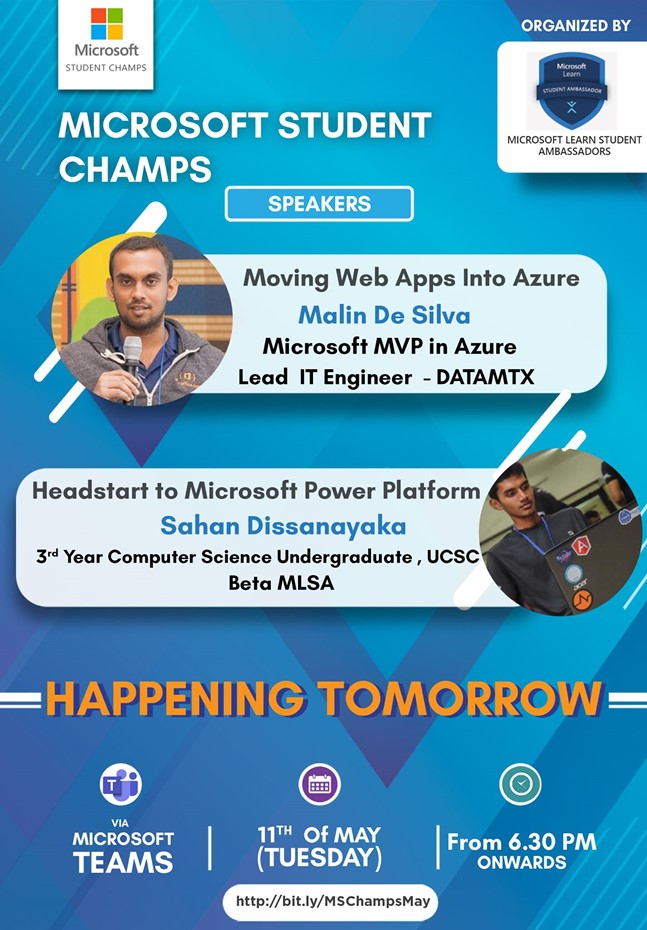 Microsoft
STUDENT CHAMPS
ORGANIZED BY
Microsoft
Learn
STUDENT AMBASSADOR
MICROSOFT LEARN STUDENT
AMBASSADORS
MICROSOFT STUDENT
CHAMPS
SPEAKERS
Moving Web Apps Into Azure
Malin De Silva
Microsoft MVP in Azure
Lead IT Engineer - DATAMTX
Headstart to Microsoft Power Platform
Sahan Dissanayaka
3rd Year Computer Science Undergraduate , UCSC
Beta MLSA
acer
HAPPENING TOMORROW
VIA
MICROSOFT
TEAMS
11TH Of MAY
(TUESDAY)
From 6.30 PM
ONWARDS
http://bit.ly/MSChampsMay